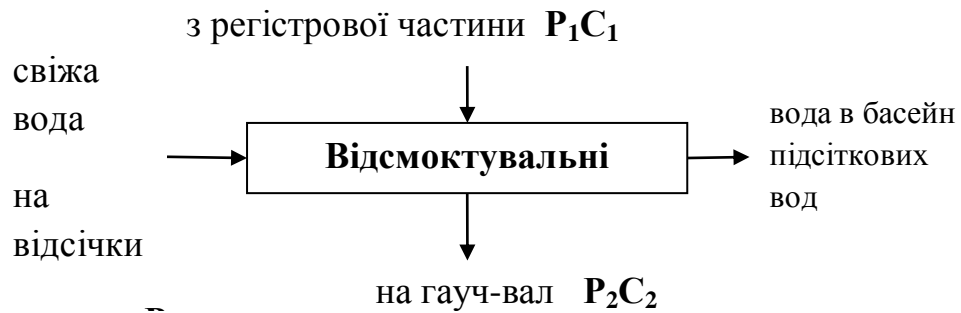 з регістрової частини P₁C₁
свіжа
вода
на
відсічки
Відсмоктувальні
вода в басейн
підсіткових
вод
на гауч-вал P₂C₂